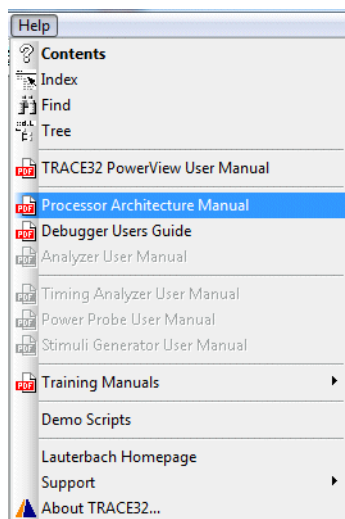 Help
Contents
Index
Find
Tree
TRACE32 PowerView User Manual
Processor Architecture Manual
Debugger Users Guide
Analyzer User Manual
Timing Analyzer User Manual
Power Probe User Manual
Stimuli Generator User Manual
Training Manuals
Demo Scripts
Lauterbach Homepage
Support
About TRACE32...